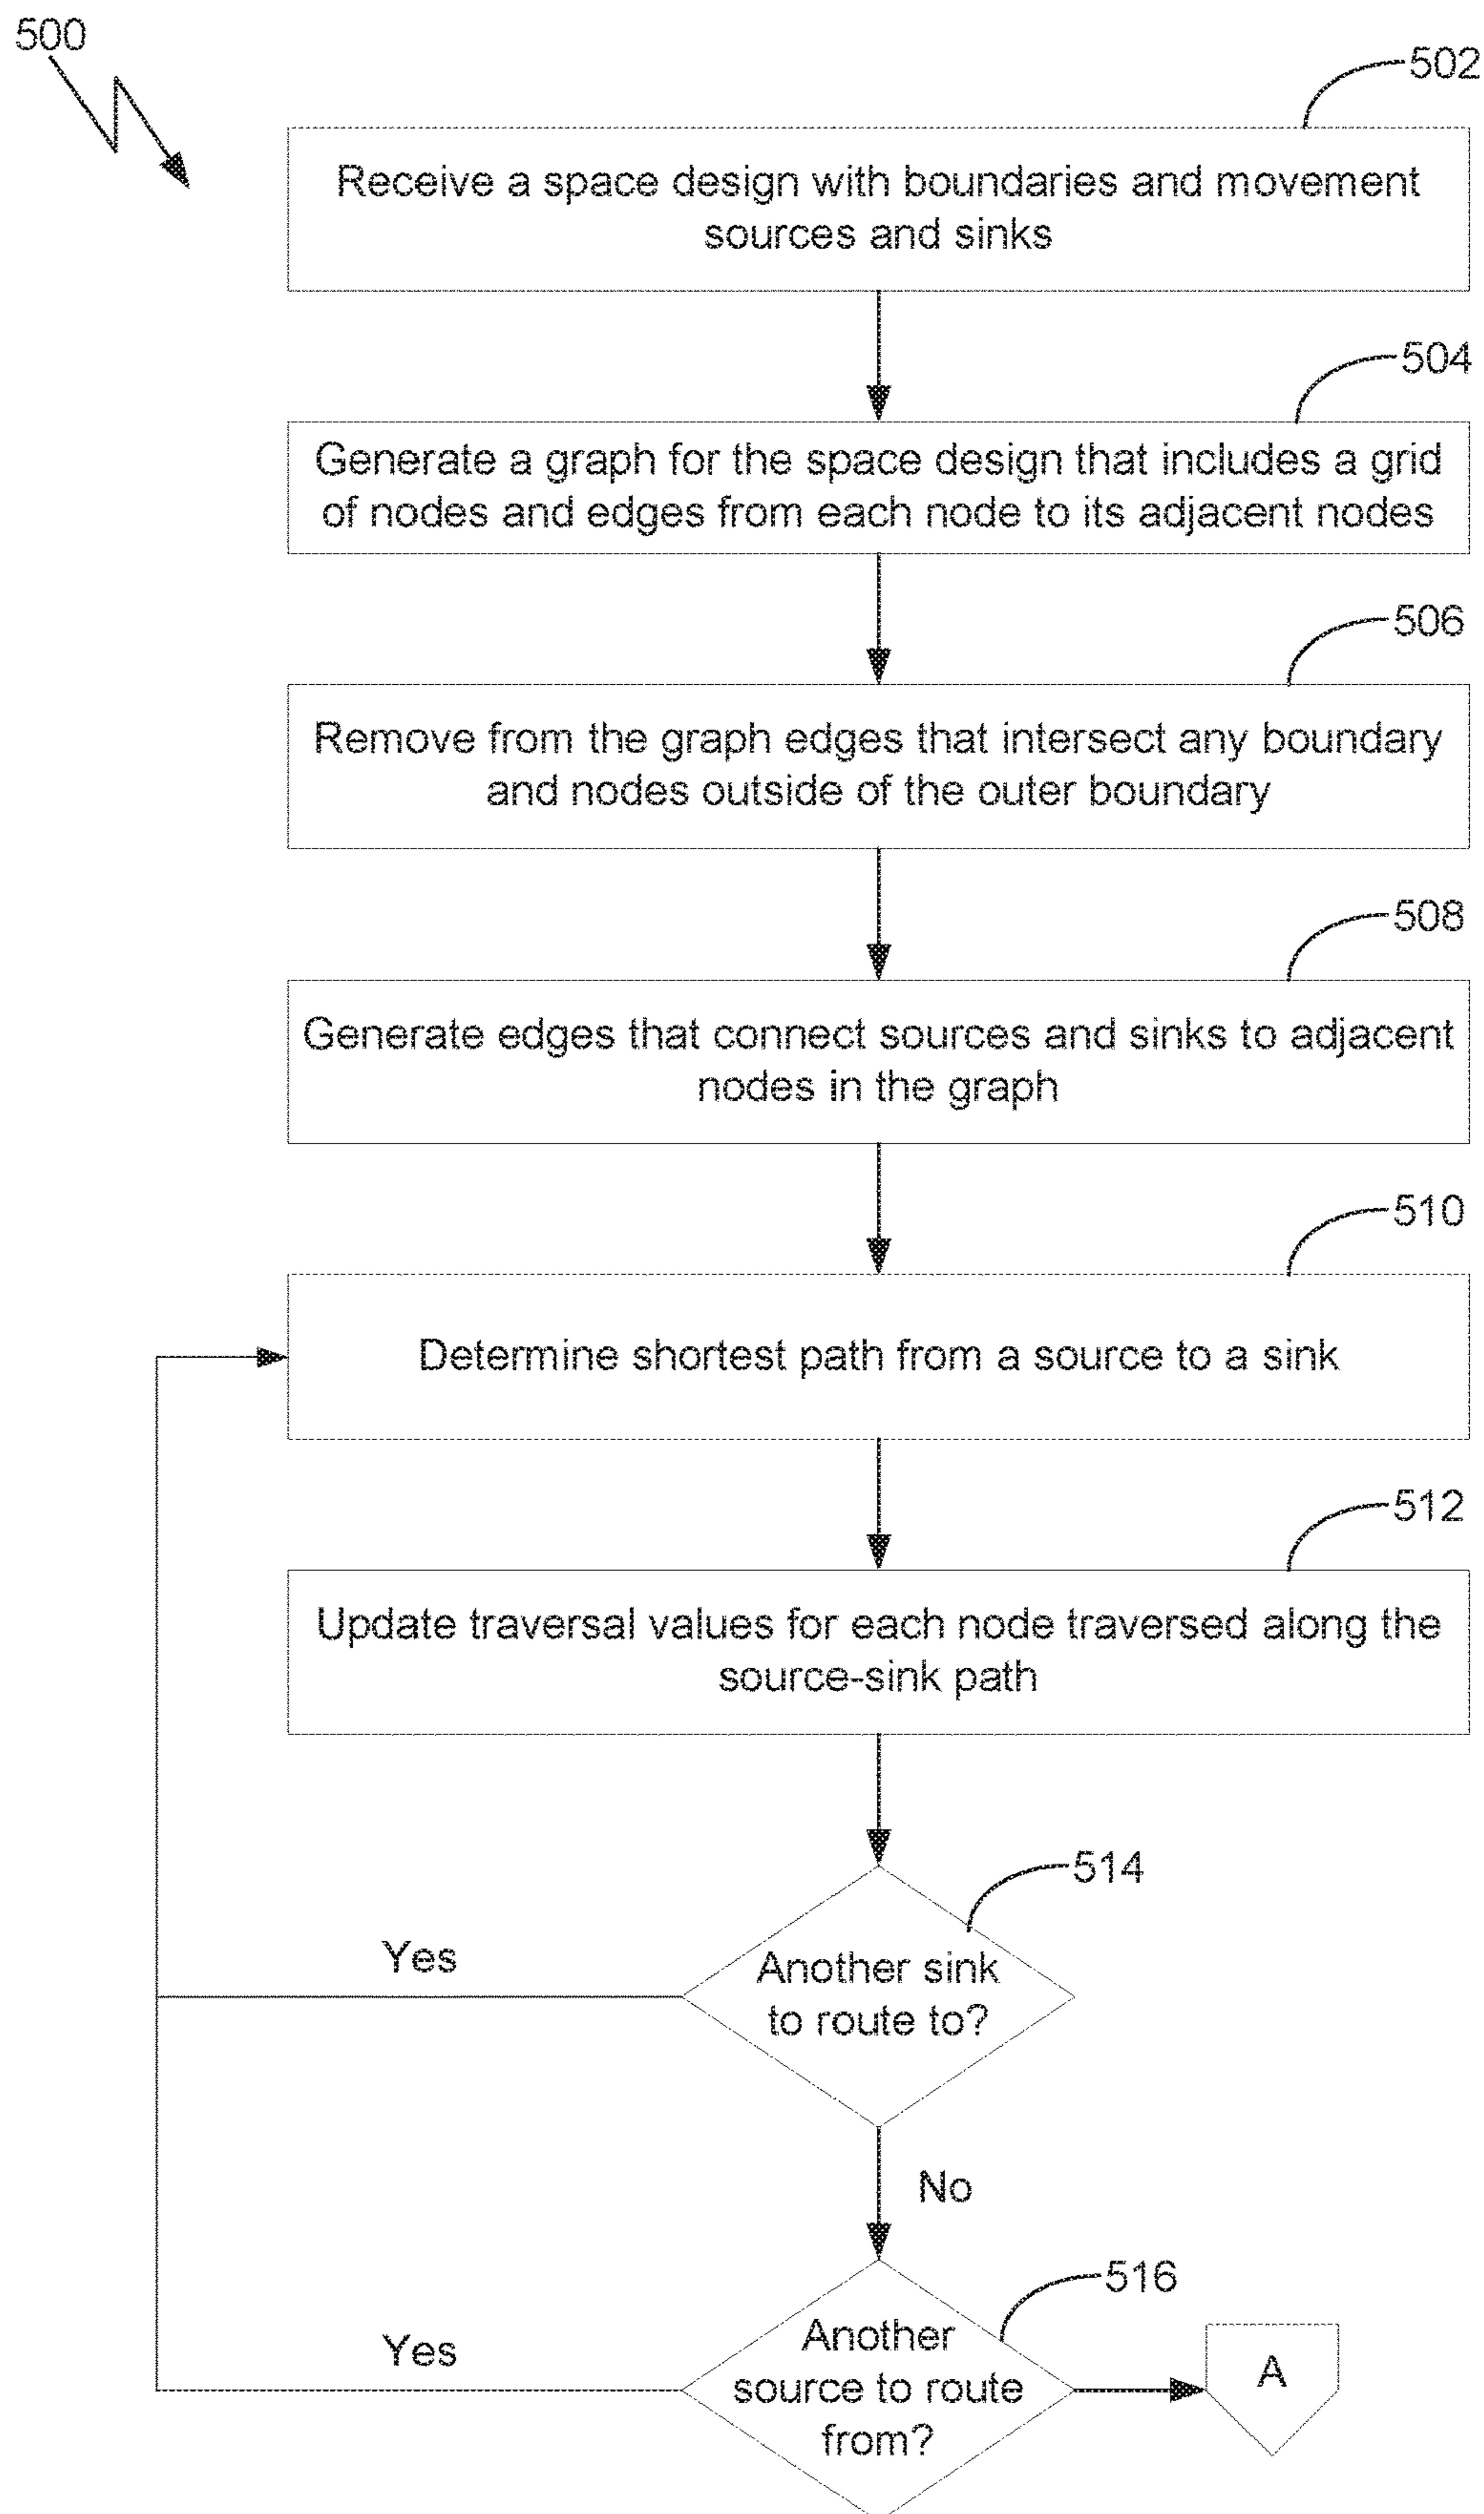 500
502
Receive a space design with boundaries and movement
sources and sinks
504
Generate a graph for the space design that includes a grid
of nodes and edges from each node to its adjacent nodes
506
Remove from the graph edges that intersect any boundary
and nodes outside of the outer boundary
508
Generate edges that connect sources and sinks to adjacent
nodes in the graph
510
Determine shortest path from a source to a sink
512
Update traversal values for each node traversed along the
source-sink path
514
Yes
Another sink
to route to?
No
516
Yes
Another
source to route
from?
A